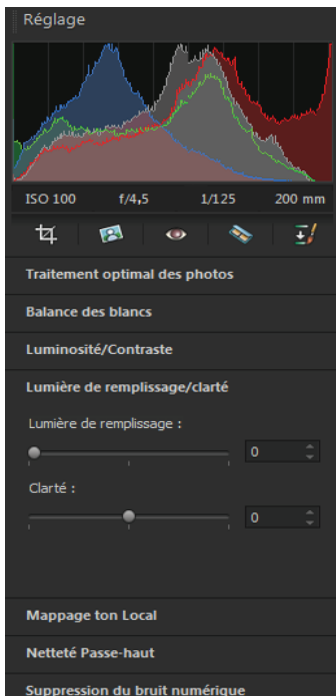 Réglage
ISO 100 f/4,5 1/125 200 mm
Traitement optimal des photos
Balance des blancs
Luminosité/Contraste
Lumière de remplissage/clarté
Lumière de remplissage :
0
Clarté :
0
Mappage ton Local
Netteté Passe-haut
Suppression du bruit numérique